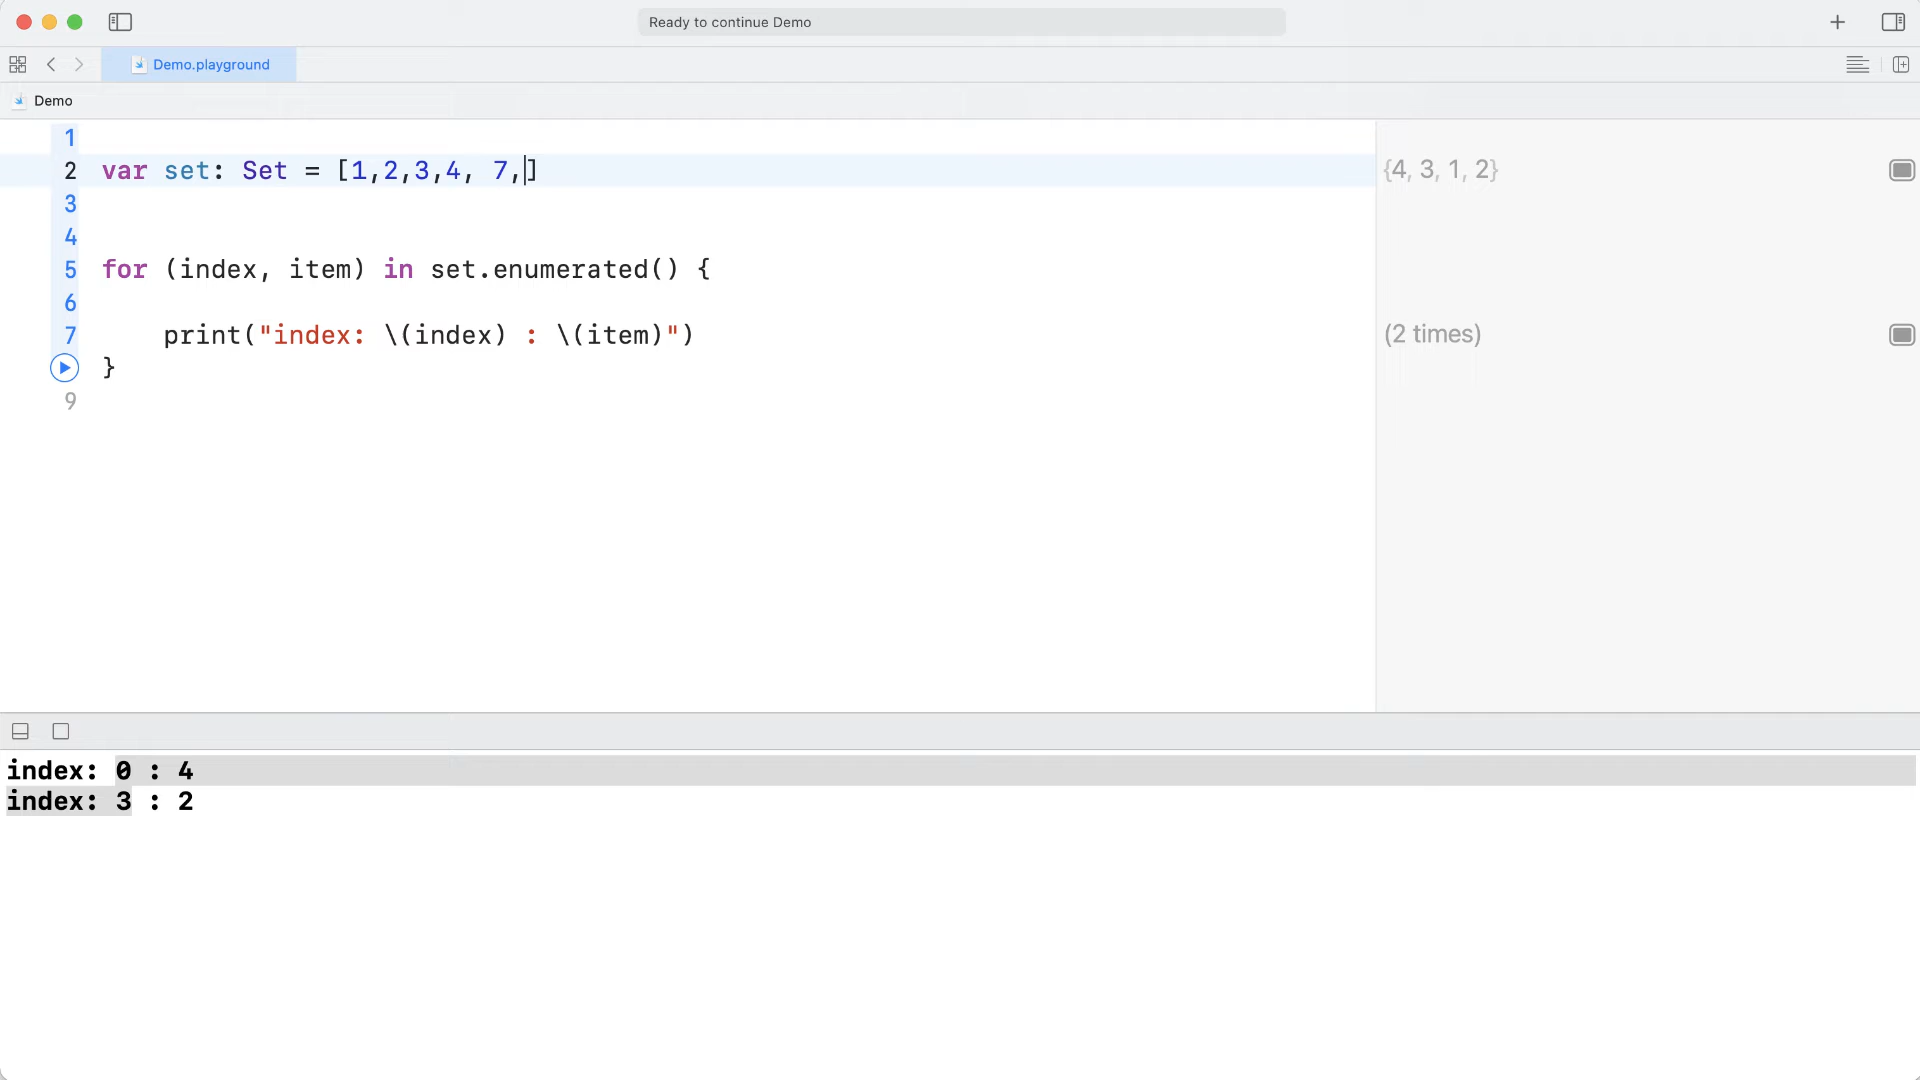 Ready to continue Demo
Demo.playground
Demo
1
2 var set: Set = [1,2,3,4, 7,] {4, 3, 1, 2}
3
4
5 for (index, item) in set.enumerated() {
6
7 print("index: \(index) : \(item)") (2 times)
}
9
index: 0 : 4
index: 3 : 2